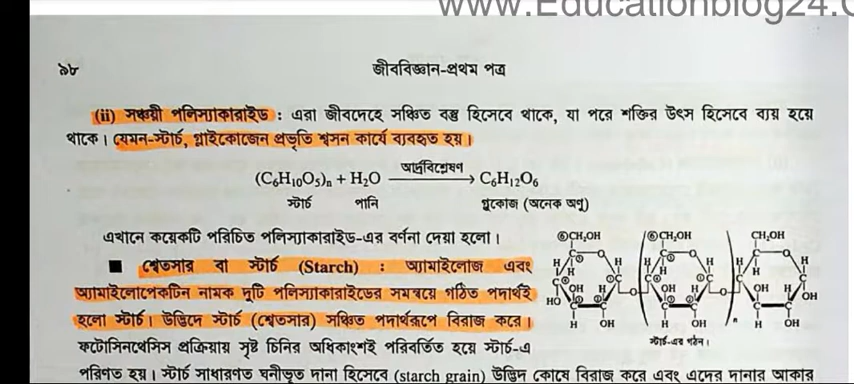 www.Educationblog24.
৯৮
জীববিজ্ঞান-প্রথম পত্র
(ii) সঞ্চয়ী পলিস্যাকারাইড : এরা জীবদেহে সঞ্চিত বস্তু হিসেবে থাকে, যা পরে শক্তির উৎস হিসেবে ব্যয় হয়ে
থাকে। যেমন-স্টার্চ, গ্লাইকোজেন প্রভৃতি শ্বসন কার্যে ব্যবহৃত হয়।
(C₆H₁₀O₅)ₙ + H₂O আর্দ্রবিশ্লেষণ → C₆H₁₂O₆
স্টার্চ পানি গ্লুকোজ (অনেক অণু)
এখানে কয়েকটি পরিচিত পলিস্যাকারাইড-এর বর্ণনা দেয়া হলো।
■ শ্বেতসার বা স্টার্চ (Starch) : অ্যামাইলোজ এবং
অ্যামাইলোপেকটিন নামক দুটি পলিস্যাকারাইডের সমন্বয়ে গঠিত পদার্থই
হলো স্টার্চ। উদ্ভিদে স্টার্চ (শ্বেতসার) সঞ্চিত পদার্থরূপে বিরাজ করে।
ফটোসিনথেসিস প্রক্রিয়ায় সৃষ্ট চিনির অধিকাংশই পরিবর্তিত হয়ে স্টার্চ-এ
পরিণত হয়। স্টার্চ সাধারণত ঘনীভূত দানা হিসেবে (starch grain) উদ্ভিদ কোষে বিরাজ করে এবং এদের দানার আকার
⑥CH₂OH ⑥CH₂OH CH₂OH
স্টার্চ-এর গঠন।